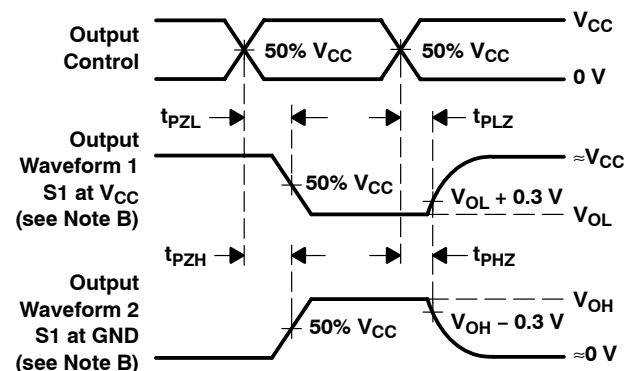 Output
Control
50% VCC
50% VCC
VCC
0 V
tPZL
tPLZ
Output
Waveform 1
S1 at VCC
(see Note B)
50% VCC
≈VCC
VOL + 0.3 V
VOL
tPZH
tPHZ
Output
Waveform 2
S1 at GND
(see Note B)
50% VCC
VOH
VOH − 0.3 V
≈0 V